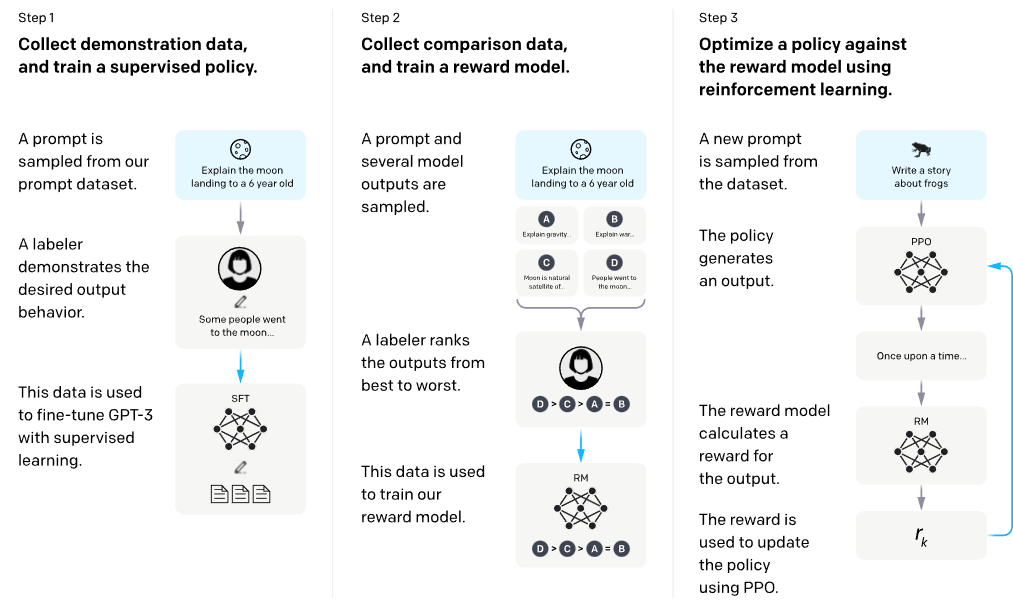 Step 1
Collect demonstration data,
and train a supervised policy.
A prompt is
sampled from our
prompt dataset.
Explain the moon
landing to a 6 year old
A labeler
demonstrates the
desired output
behavior.
Some people went
to the moon...
This data is used
to fine-tune GPT-3
with supervised
learning.
SFT
Step 2
Collect comparison data,
and train a reward model.
A prompt and
several model
outputs are
sampled.
Explain the moon
landing to a 6 year old
A
Explain gravity...
B
Explain war...
C
Moon is natural
satellite of...
D
People went to
the moon...
A labeler ranks
the outputs from
best to worst.
D > C > A = B
This data is used
to train our
reward model.
RM
D > C > A = B
Step 3
Optimize a policy against
the reward model using
reinforcement learning.
A new prompt
is sampled from
the dataset.
Write a story
about frogs
The policy
generates
an output.
PPO
Once upon a time...
The reward model
calculates a
reward for
the output.
RM
The reward is
used to update
the policy
using PPO.
r_k